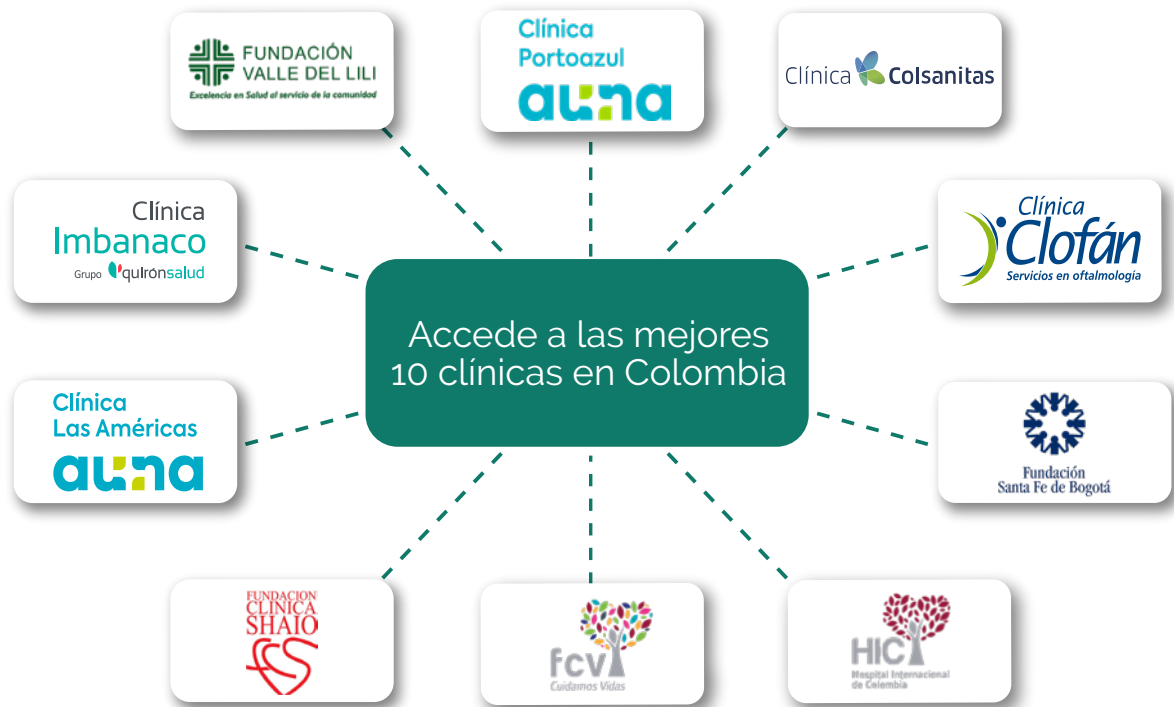 FUNDACIÓN
VALLE DEL LILI
Excelencia en Salud al servicio de la comunidad
Clínica
Portoazul
auna
Clínica Colsanitas
Clínica
Imbanaco
Grupo quirónsalud
Clínica
Clofán
Servicios en oftalmología
Accede a las mejores
10 clínicas en Colombia
Clínica
Las Américas
auna
Fundación
Santa Fe de Bogotá
FUNDACION
CLINICA
SHAIO
fcv
Cuidamos Vidas
HIC
Hospital Internacional
de Colombia